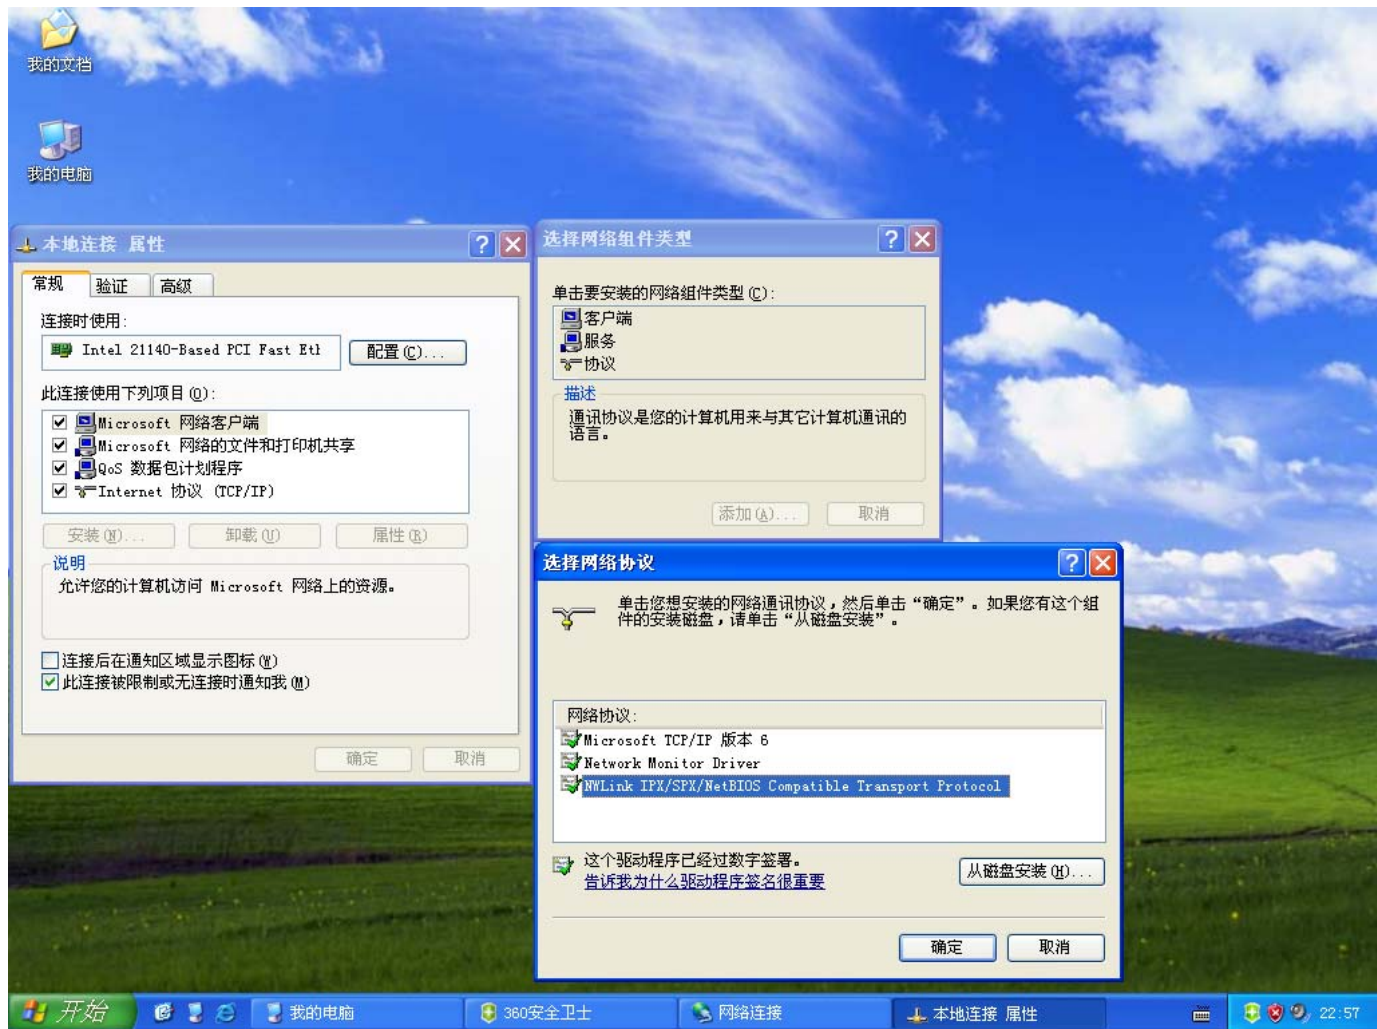 我的文档
我的电脑
本地连接 属性
常规
验证
高级
连接时使用:
Intel 21140-Based PCI Fast Eth
配置(C)...
此连接使用下列项目(O):
Microsoft 网络客户端
Microsoft 网络的文件和打印机共享
QoS 数据包计划程序
Internet 协议 (TCP/IP)
安装(N)...
卸载(U)
属性(R)
说明
允许您的计算机访问 Microsoft 网络上的资源。
连接后在通知区域显示图标(W)
此连接被限制或无连接时通知我(M)
确定
取消
选择网络组件类型
单击要安装的网络组件类型(C):
客户端
服务
协议
描述
通讯协议是您的计算机用来与其它计算机通讯的
语言。
添加(A)...
取消
选择网络协议
单击您想安装的网络通讯协议，然后单击“确定”。如果您有这个组
件的安装磁盘，请单击“从磁盘安装”。
网络协议:
Microsoft TCP/IP 版本 6
Network Monitor Driver
NWLink IPX/SPX/NetBIOS Compatible Transport Protocol
这个驱动程序已经过数字签署。
告诉我为什么驱动程序签名很重要
从磁盘安装(H)...
确定
取消
开始
我的电脑
360安全卫士
网络连接
本地连接 属性
22:57